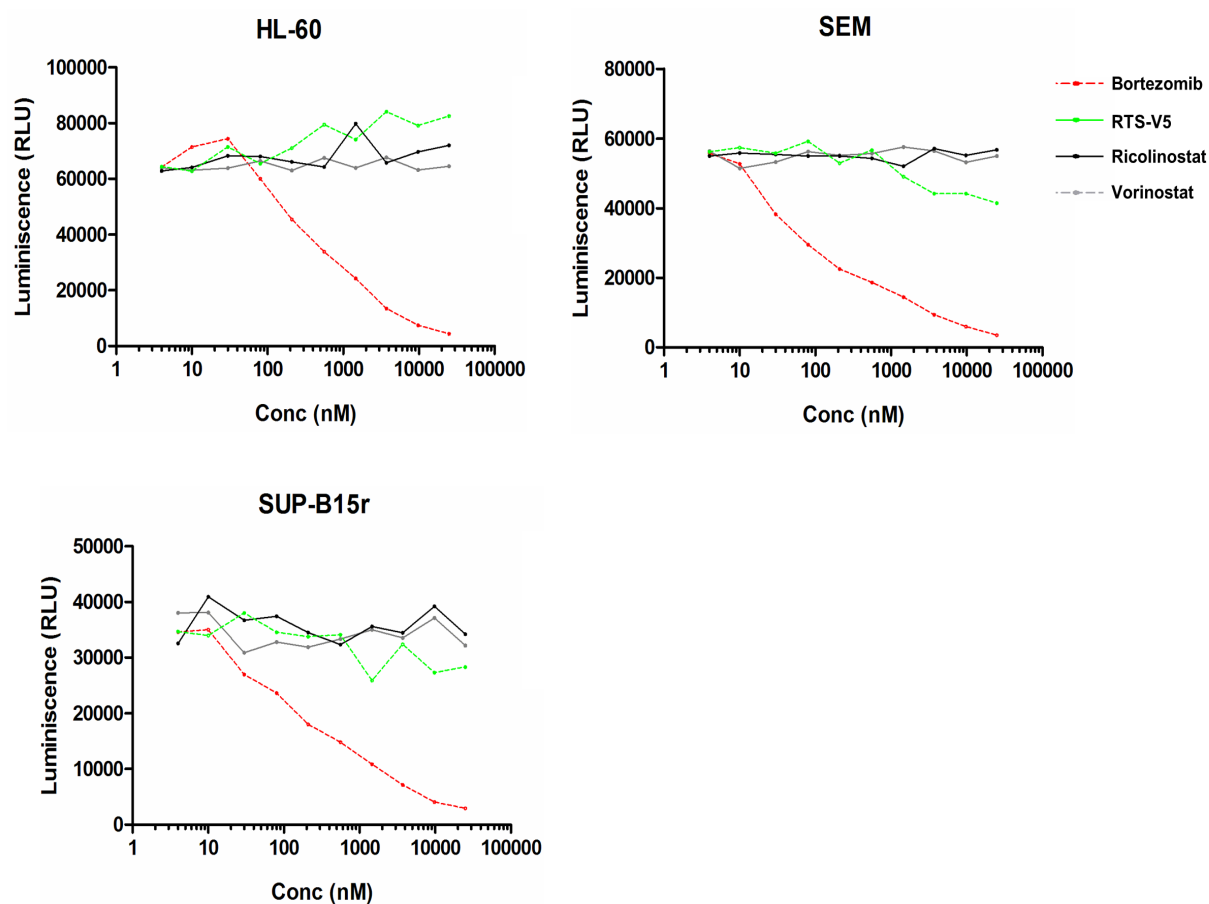 HL-60
Luminiscence (RLU)
100000
80000
60000
40000
20000
0
1 10 100 1000 10000 100000
Conc (nM)
SEM
Luminiscence (RLU)
80000
60000
40000
20000
0
1 10 100 1000 10000 100000
Conc (nM)
Bortezomib
RTS-V5
Ricolinostat
Vorinostat
SUP-B15r
Luminiscence (RLU)
50000
40000
30000
20000
10000
0
1 10 100 1000 10000 100000
Conc (nM)